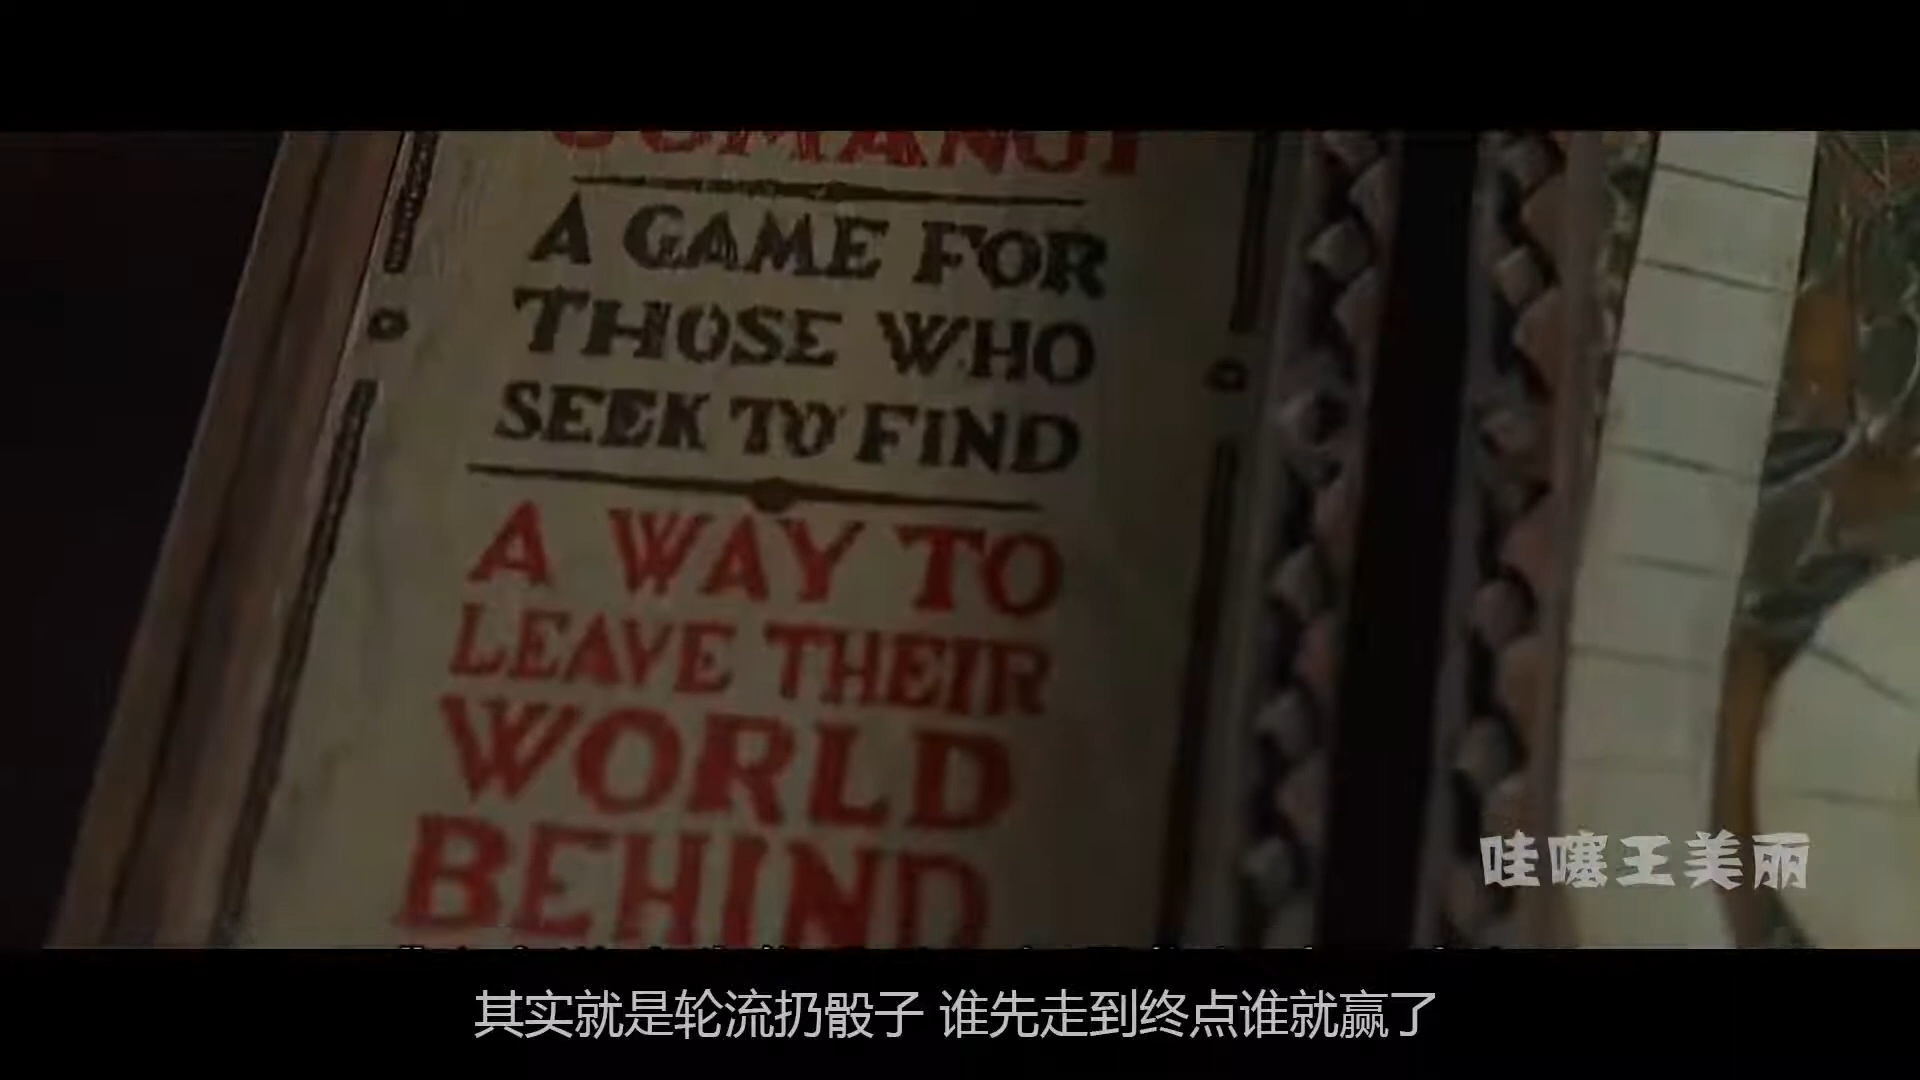 JUMANJI
A GAME FOR
THOSE WHO
SEEK TO FIND
A WAY TO
LEAVE THEIR
WORLD
BEHIND
哇噻王美丽
其实就是轮流扔骰子 谁先走到终点谁就赢了